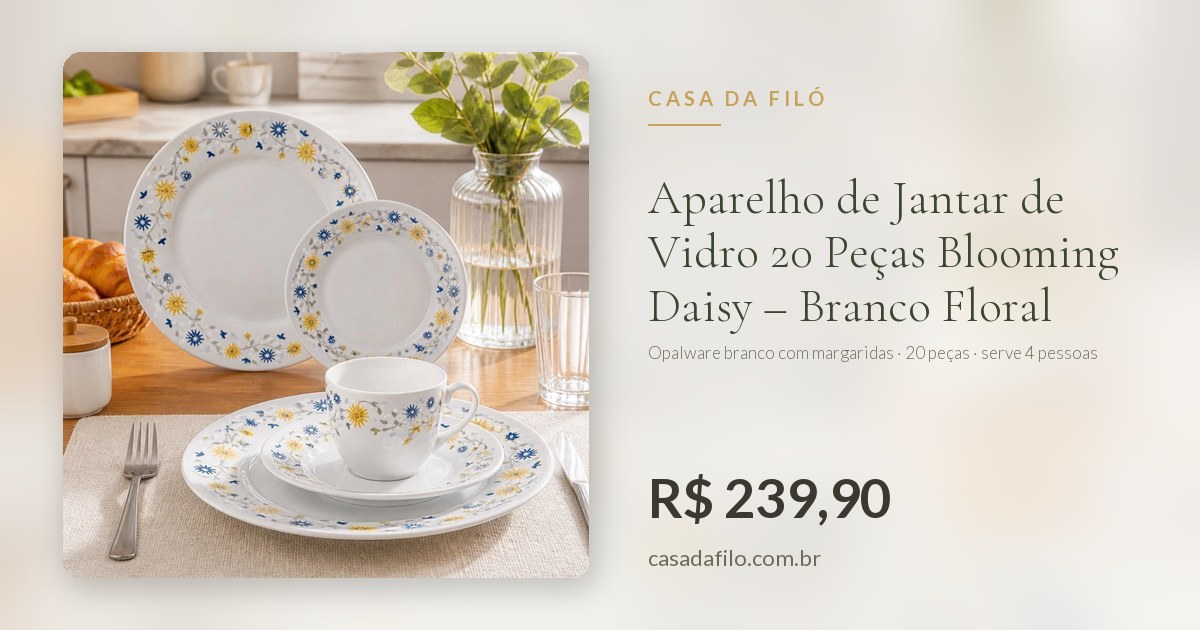 CASA DA FILÓ
Aparelho de Jantar de
Vidro 20 Peças Blooming
Daisy – Branco Floral
Opalware branco com margaridas · 20 peças · serve 4 pessoas
R$ 239,90
casadafilo.com.br